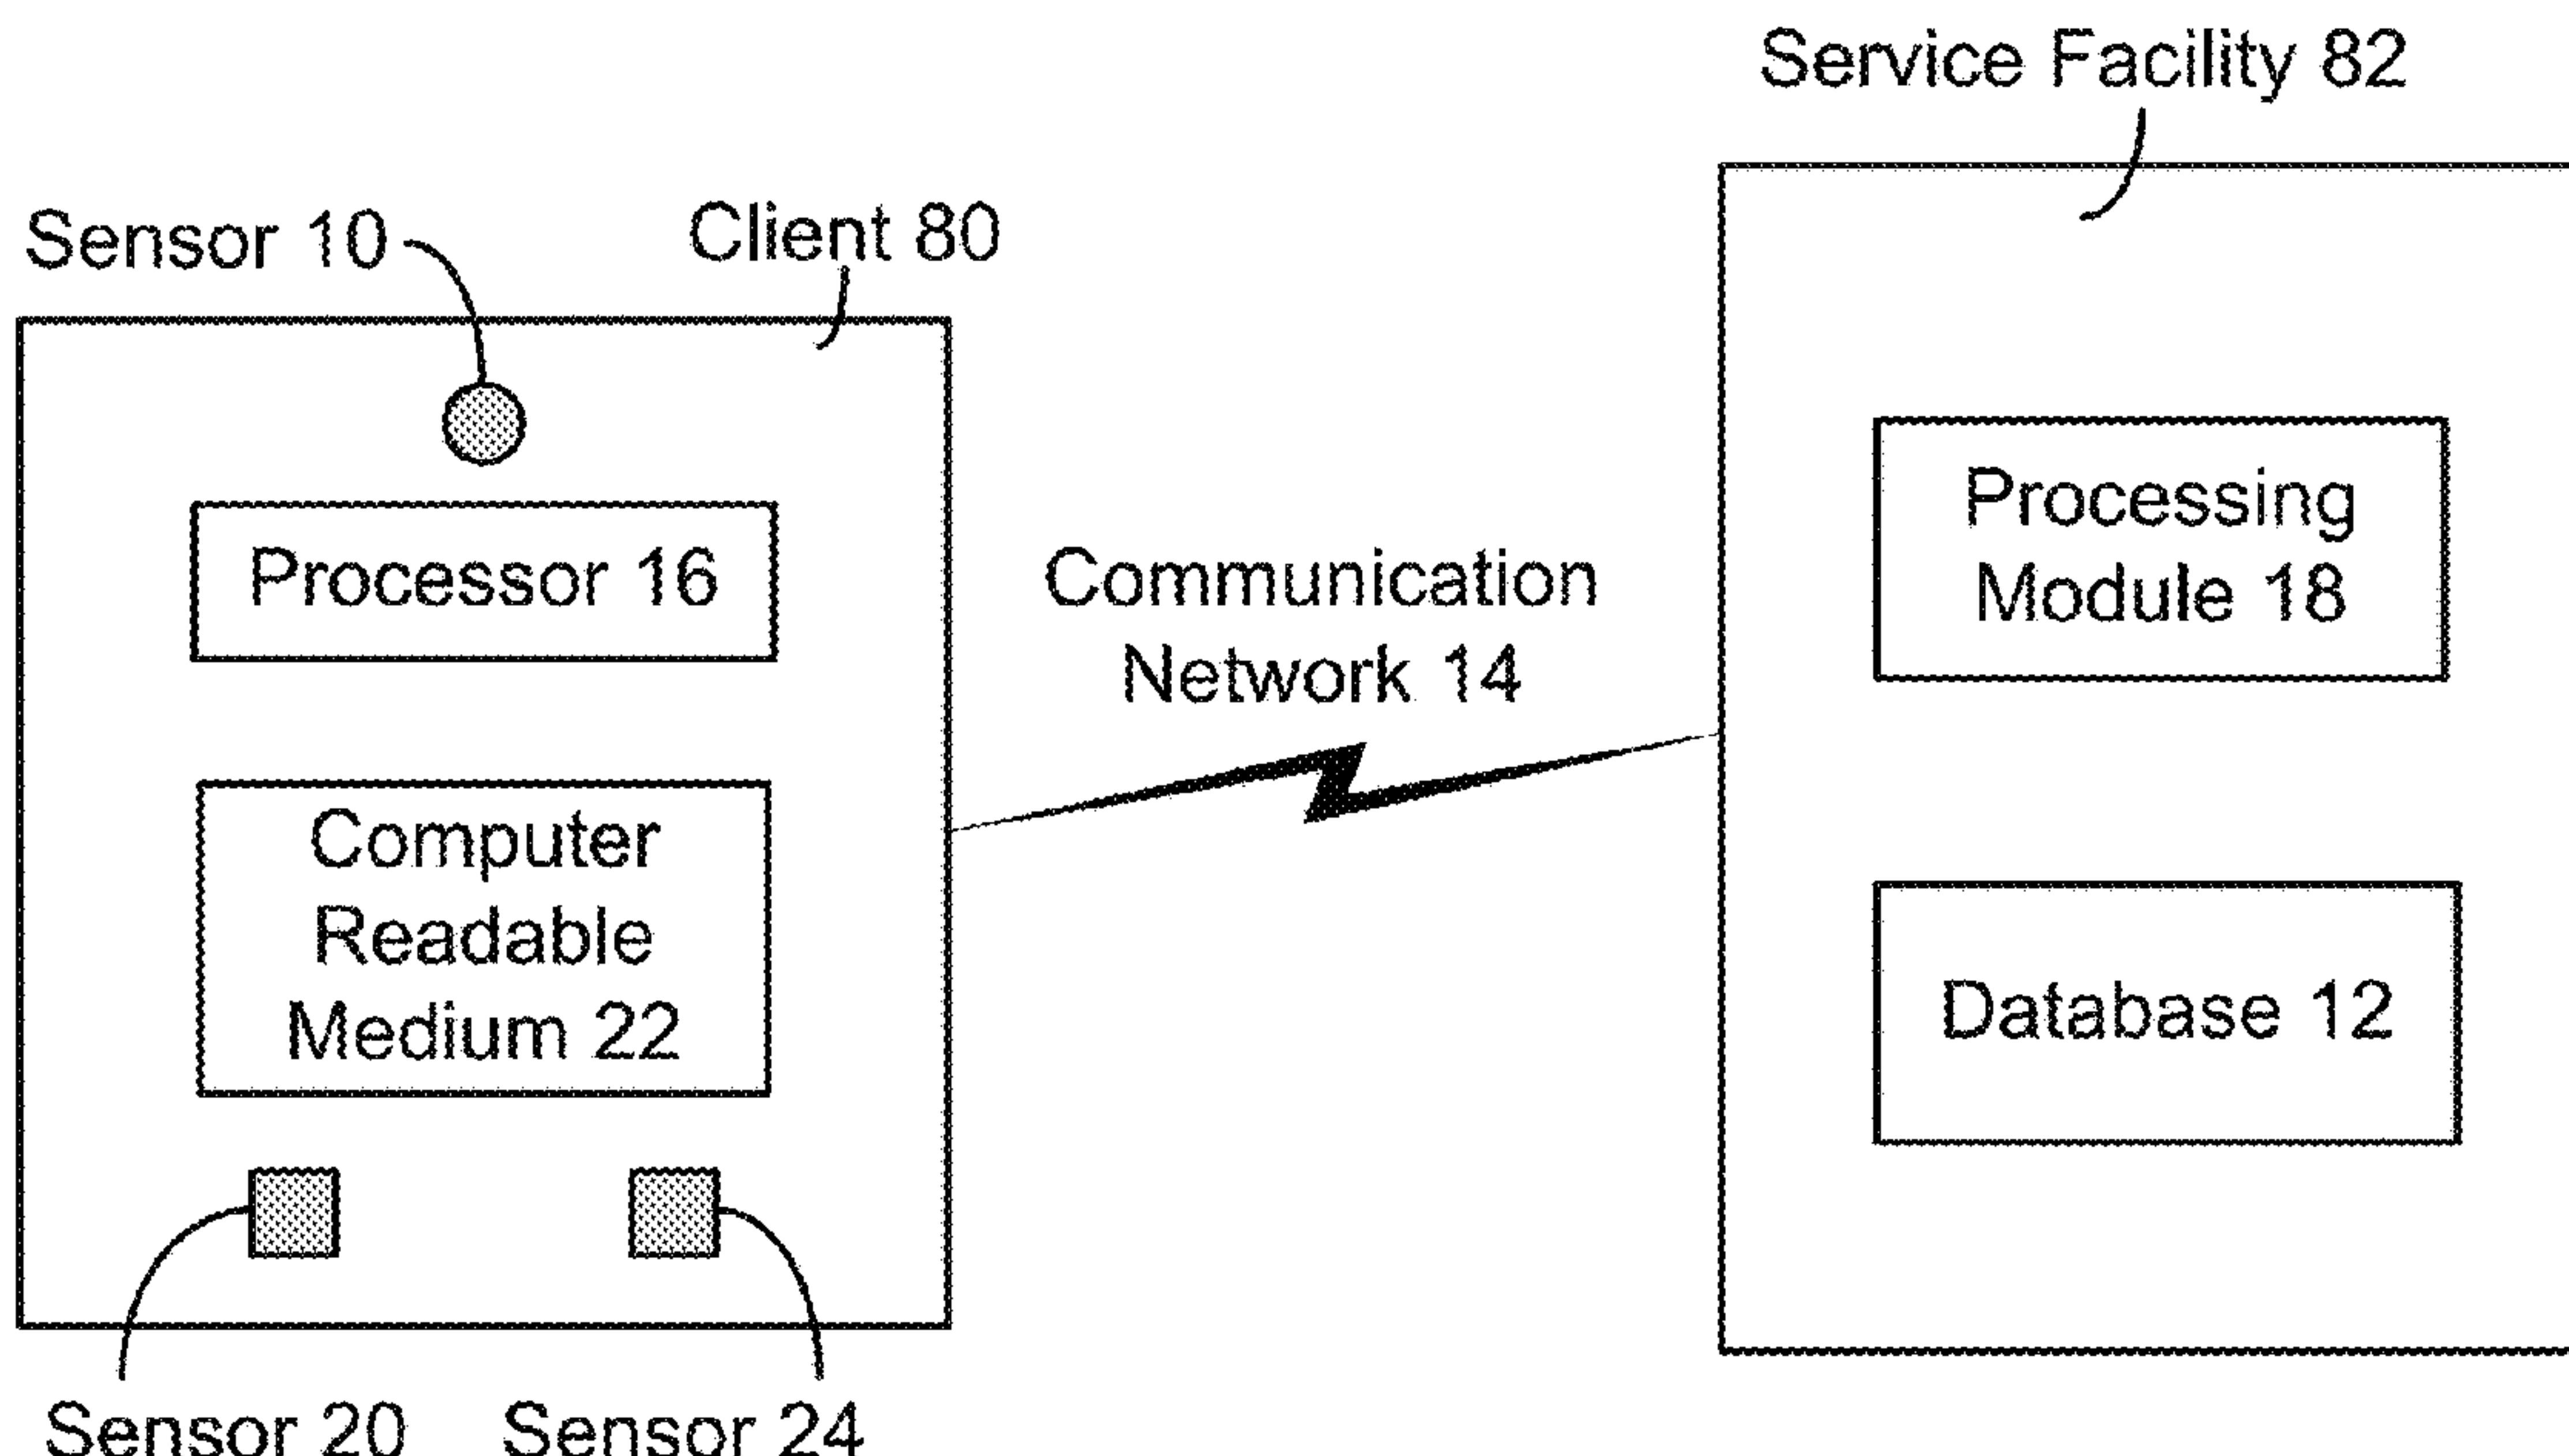 Service Facility 82
Sensor 10
Client 80
Processor 16
Communication
Network 14
Processing
Module 18
Computer
Readable
Medium 22
Database 12
Sensor 20
Sensor 24